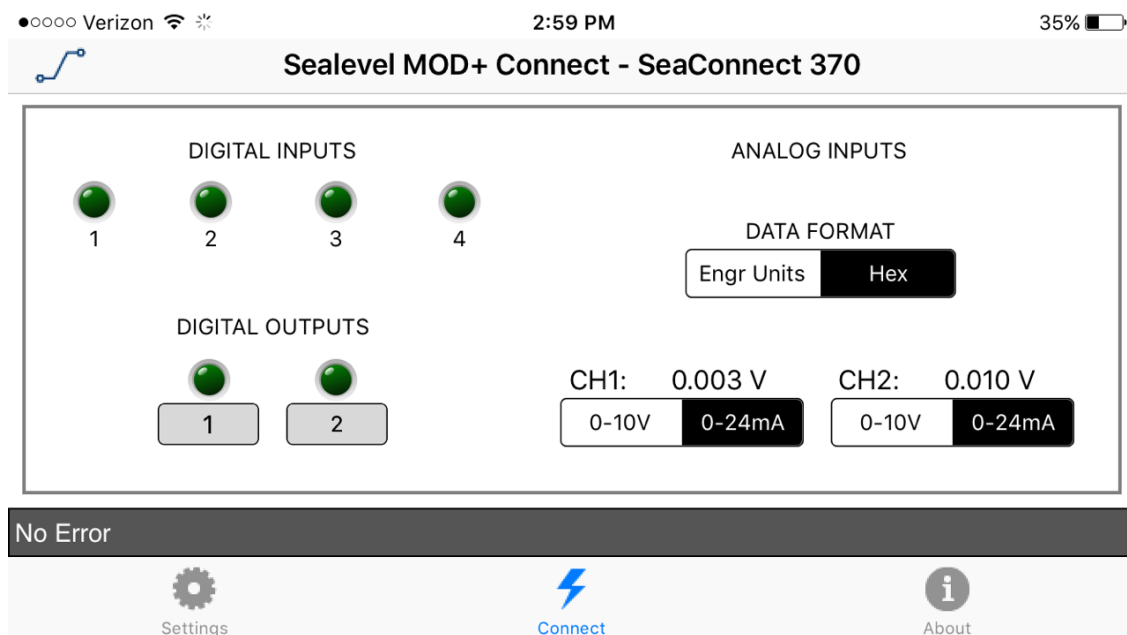 Verizon 2:59 PM 35%
Sealevel MOD+ Connect - SeaConnect 370
DIGITAL INPUTS
1 2 3 4
DIGITAL OUTPUTS
1 2
ANALOG INPUTS
DATA FORMAT
Engr Units Hex
CH1: 0.003 V CH2: 0.010 V
0-10V 0-24mA 0-10V 0-24mA
No Error
Settings Connect About